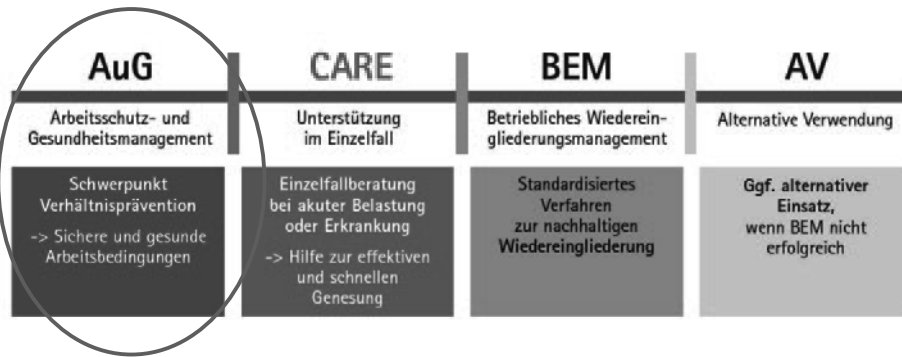 AuG
Arbeitsschutz- und
Gesundheitsmanagement
Schwerpunkt
Verhältnisprävention
-> Sichere und gesunde
Arbeitsbedingungen
CARE
Unterstützung
im Einzelfall
Einzelfallberatung
bei akuter Belastung
oder Erkrankung
-> Hilfe zur effektiven
und schnellen
Genesung
BEM
Betriebliches Wiederein-
gliederungsmanagement
Standardisiertes
Verfahren
zur nachhaltigen
Wiedereingliederung
AV
Alternative Verwendung
Ggf. alternativer
Einsatz,
wenn BEM nicht
erfolgreich